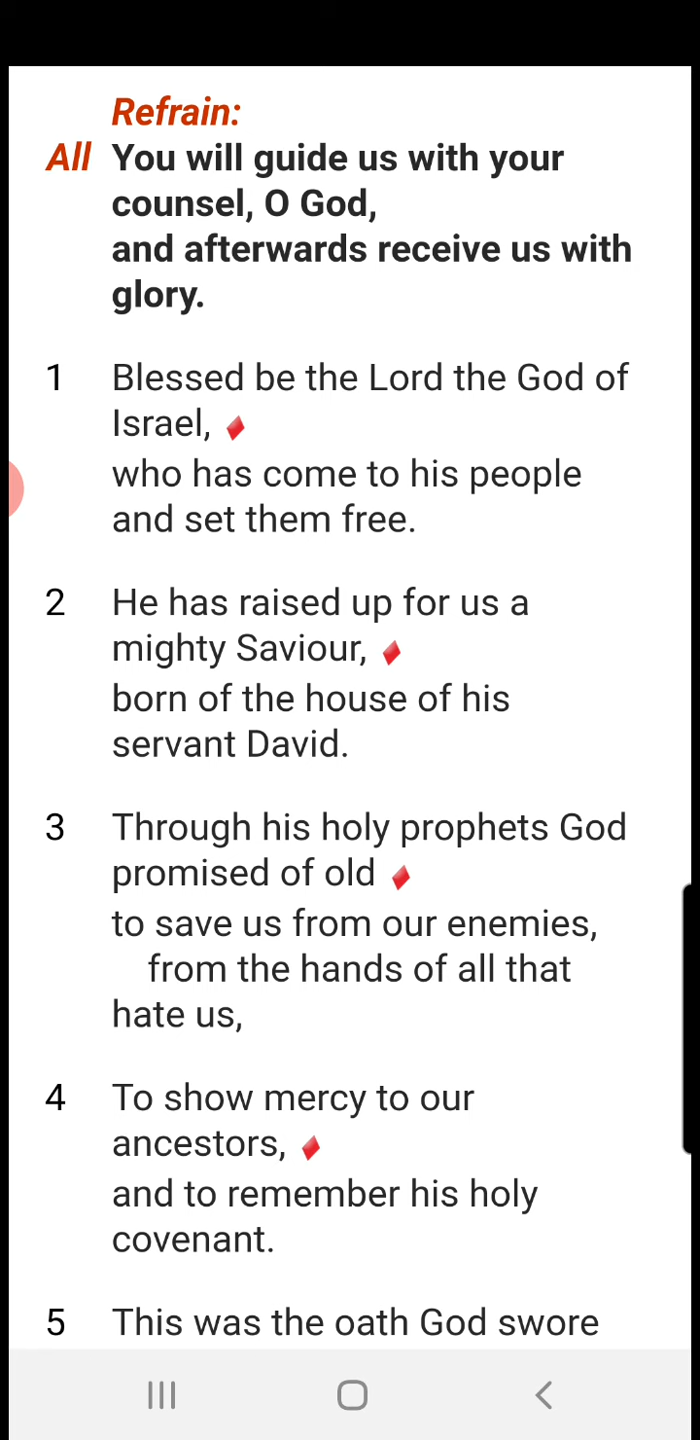 Refrain:
All You will guide us with your
counsel, O God,
and afterwards receive us with
glory.
1 Blessed be the Lord the God of
Israel, ♦
who has come to his people
and set them free.
2 He has raised up for us a
mighty Saviour, ♦
born of the house of his
servant David.
3 Through his holy prophets God
promised of old ♦
to save us from our enemies,
from the hands of all that
hate us,
4 To show mercy to our
ancestors, ♦
and to remember his holy
covenant.
5 This was the oath God swore